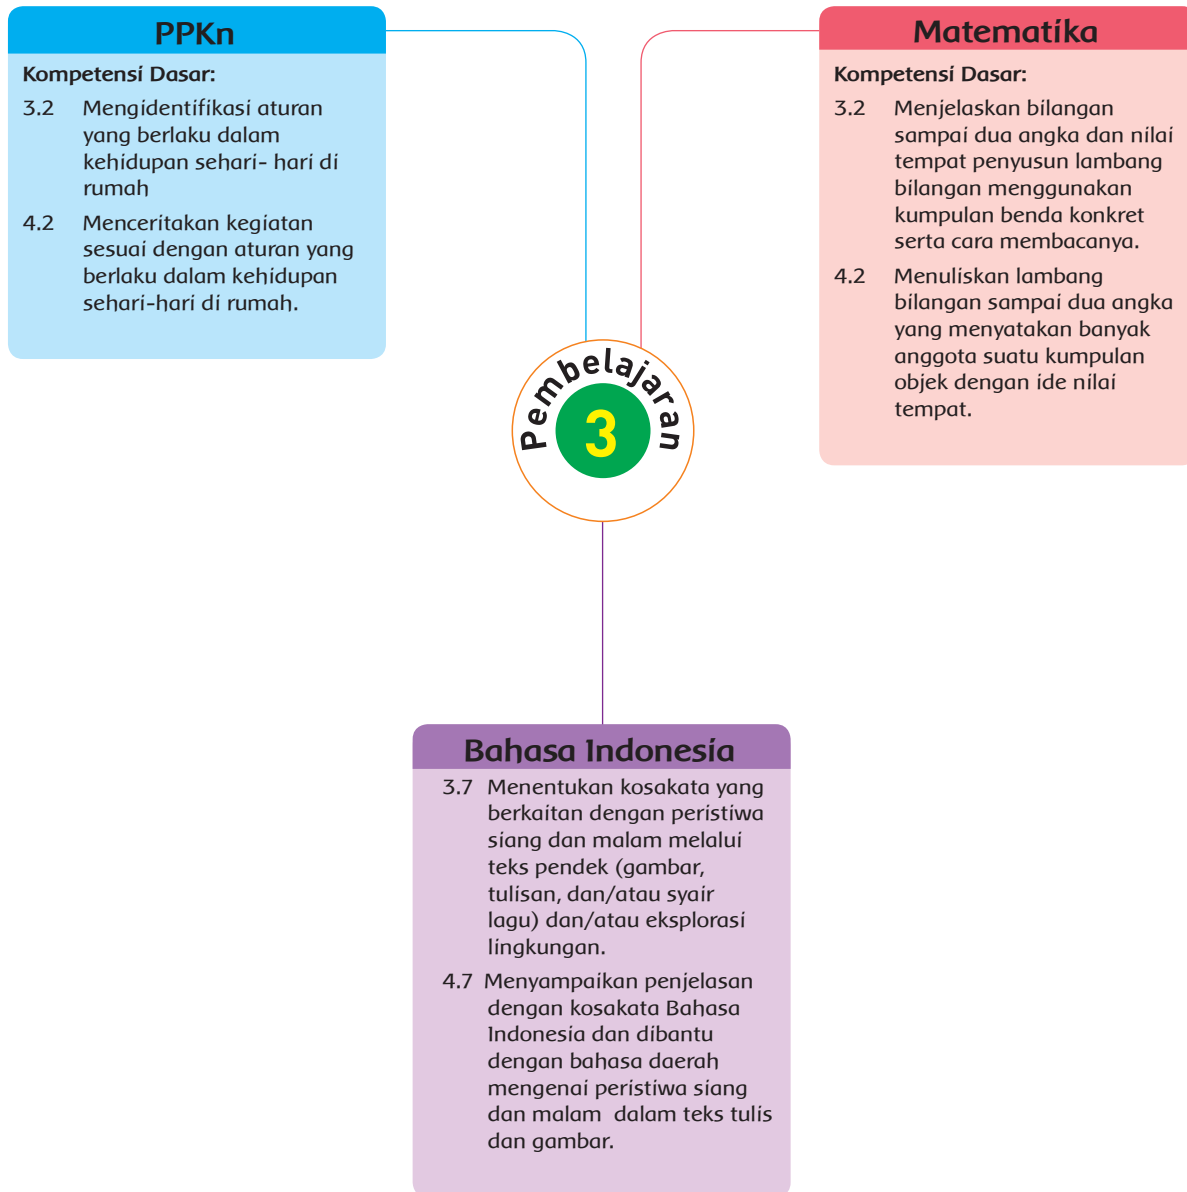 PPKn
Kompetensi Dasar:
3.2 Mengidentifikasi aturan
yang berlaku dalam
kehidupan sehari- hari di
rumah
4.2 Menceritakan kegiatan
sesuai dengan aturan yang
berlaku dalam kehidupan
sehari-hari di rumah.
Matematika
Kompetensi Dasar:
3.2 Menjelaskan bilangan
sampai dua angka dan nilai
tempat penyusun lambang
bilangan menggunakan
kumpulan benda konkret
serta cara membacanya.
4.2 Menuliskan lambang
bilangan sampai dua angka
yang menyatakan banyak
anggota suatu kumpulan
objek dengan ide nilai
tempat.
Pembelajaran
3
Bahasa Indonesia
3.7 Menentukan kosakata yang
berkaitan dengan peristiwa
siang dan malam melalui
teks pendek (gambar,
tulisan, dan/atau syair
lagu) dan/atau eksplorasi
lingkungan.
4.7 Menyampaikan penjelasan
dengan kosakata Bahasa
Indonesia dan dibantu
dengan bahasa daerah
mengenai peristiwa siang
dan malam dalam teks tulis
dan gambar.